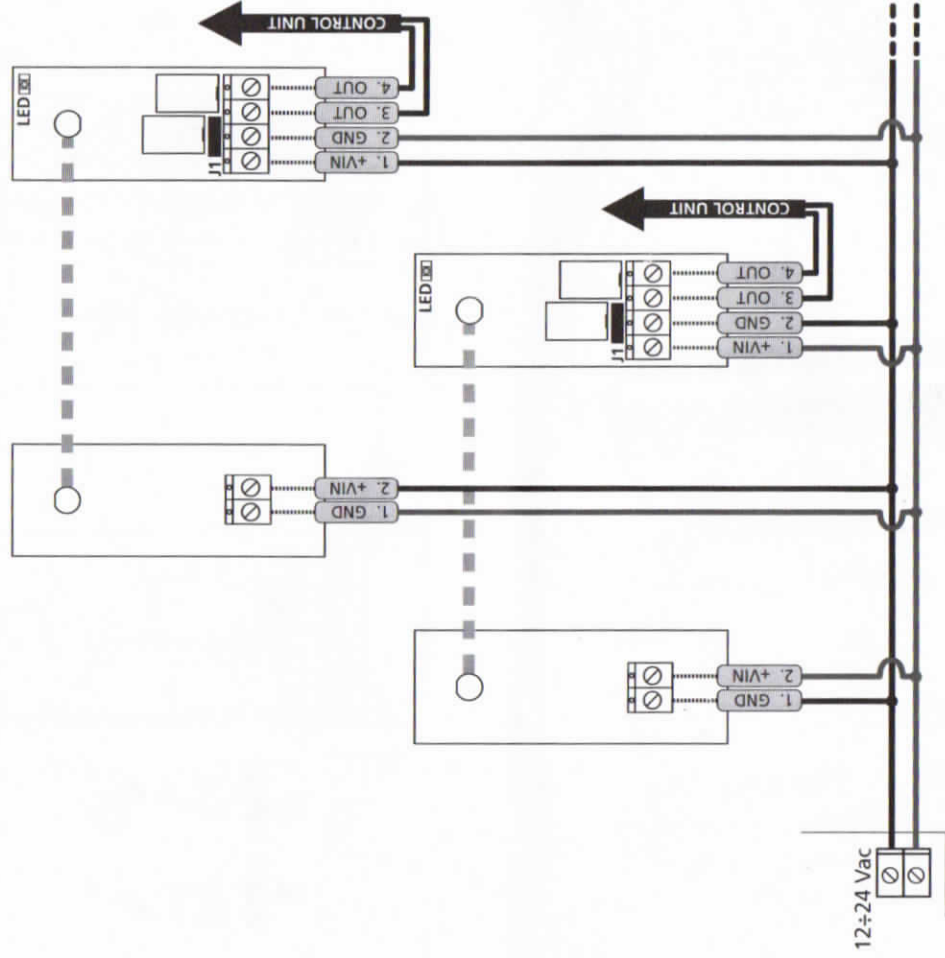 CONTROL UNIT
LED
J1
4. OUT
3. OUT
2. GND
1. +VIN
CONTROL UNIT
LED
J1
4. OUT
3. OUT
2. GND
1. +VIN
2. +VIN
1. GND
2. +VIN
1. GND
12÷24 Vac